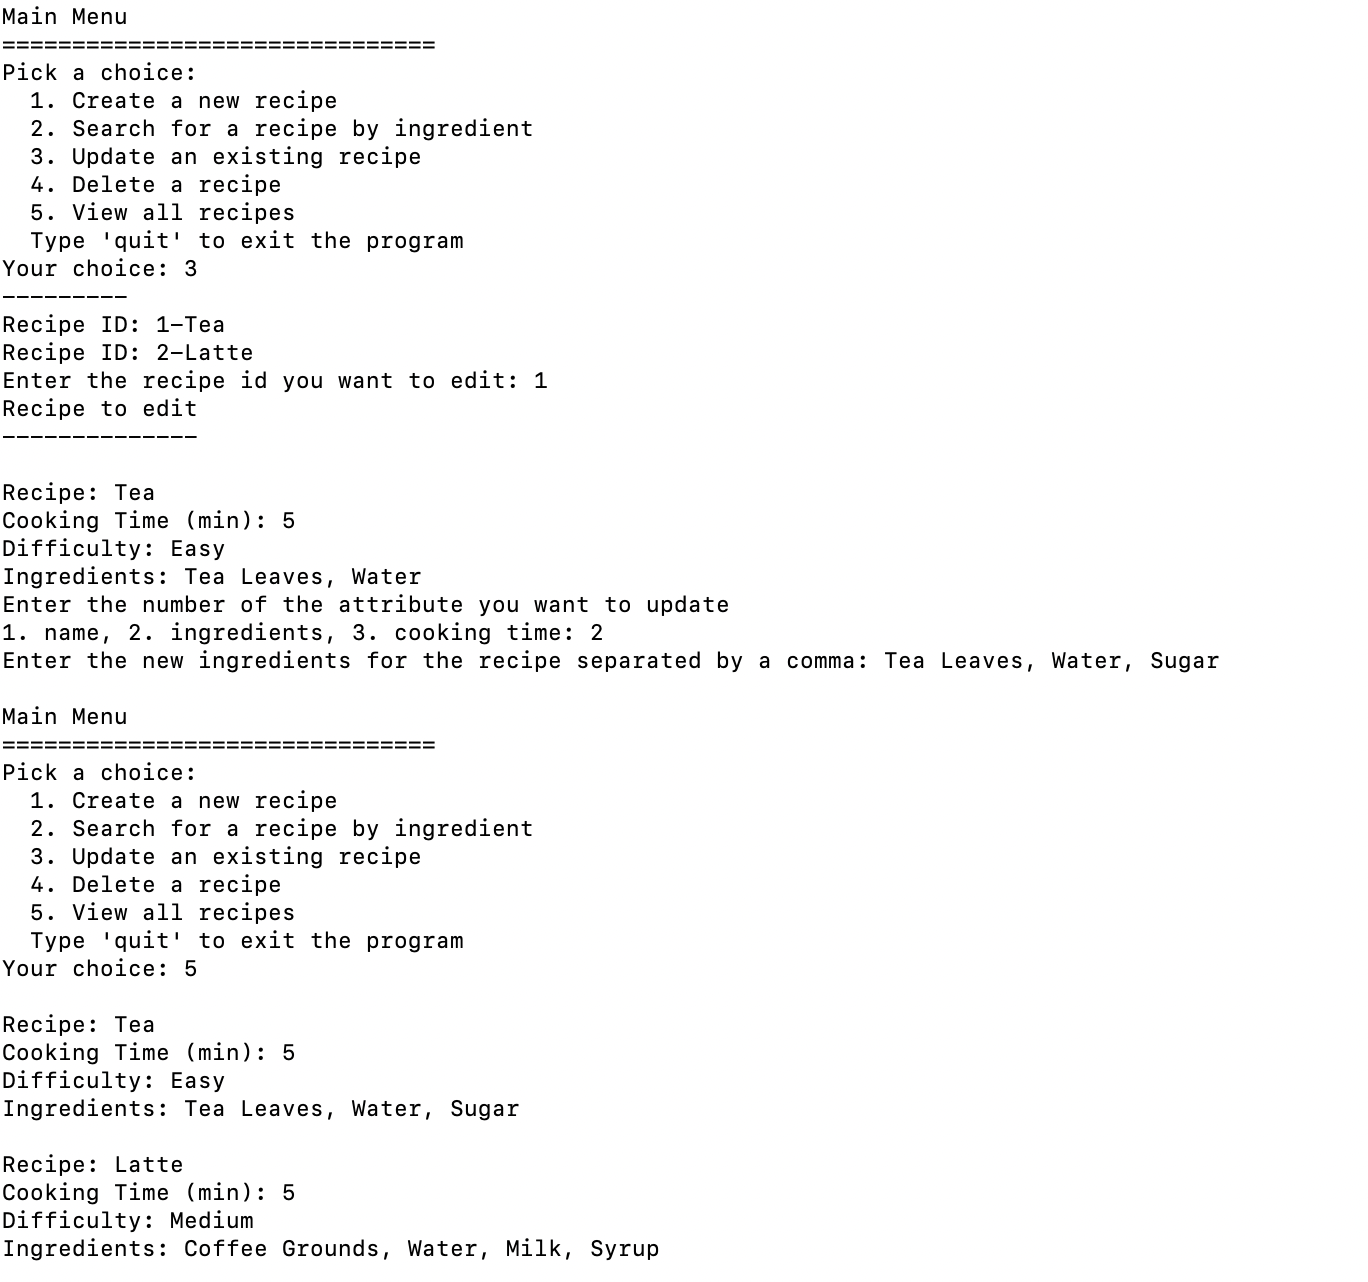 Main Menu
===============================
Pick a choice:
  1. Create a new recipe
  2. Search for a recipe by ingredient
  3. Update an existing recipe
  4. Delete a recipe
  5. View all recipes
  Type 'quit' to exit the program
Your choice: 3
---------
Recipe ID: 1-Tea
Recipe ID: 2-Latte
Enter the recipe id you want to edit: 1
Recipe to edit
--------------

Recipe: Tea
Cooking Time (min): 5
Difficulty: Easy
Ingredients: Tea Leaves, Water
Enter the number of the attribute you want to update
1. name, 2. ingredients, 3. cooking time: 2
Enter the new ingredients for the recipe separated by a comma: Tea Leaves, Water, Sugar

Main Menu
===============================
Pick a choice:
  1. Create a new recipe
  2. Search for a recipe by ingredient
  3. Update an existing recipe
  4. Delete a recipe
  5. View all recipes
  Type 'quit' to exit the program
Your choice: 5

Recipe: Tea
Cooking Time (min): 5
Difficulty: Easy
Ingredients: Tea Leaves, Water, Sugar

Recipe: Latte
Cooking Time (min): 5
Difficulty: Medium
Ingredients: Coffee Grounds, Water, Milk, Syrup